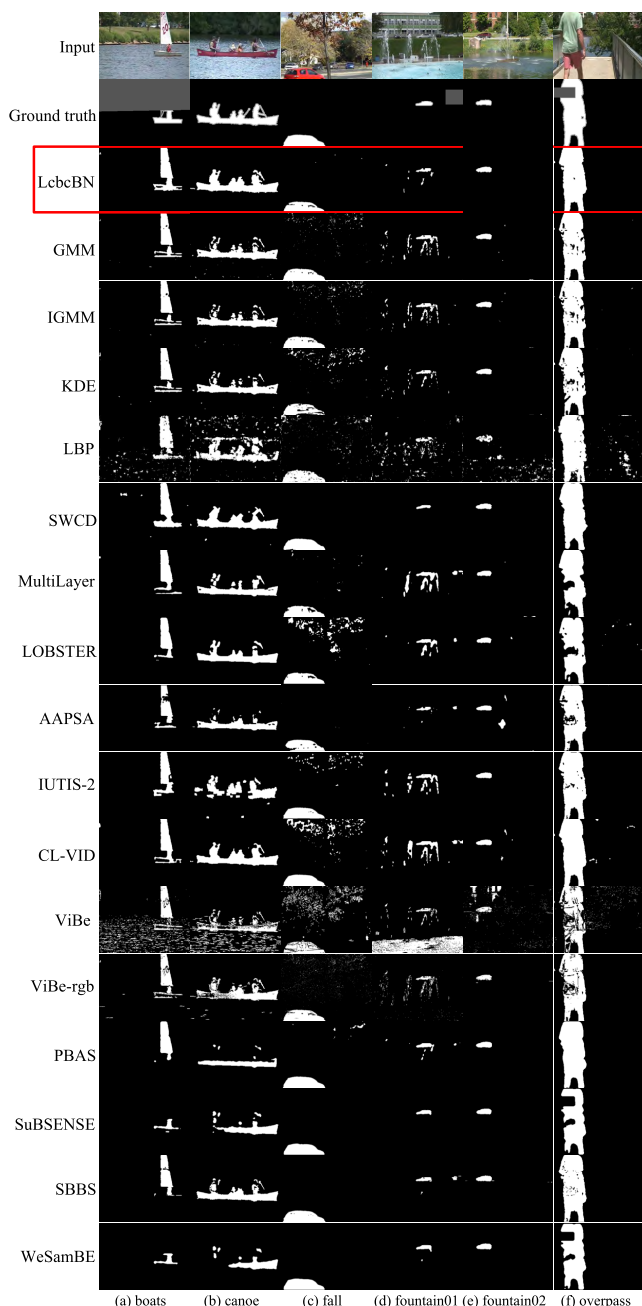 Input
Ground truth
LcbcBN
GMM
IGMM
KDE
LBP
SWCD
MultiLayer
LOBSTER
AAPSA
IUTIS-2
CL-VID
ViBe
ViBe-rgb
PBAS
SuBSENSE
SBBS
WeSamBE
(a) boats (b) canoe (c) fall (d) fountain01 (e) fountain02 (f) overpass